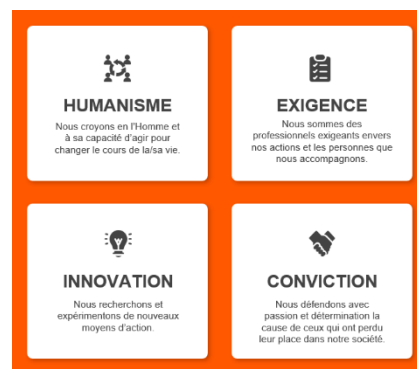 HUMANISME
Nous croyons en l'Homme et
à sa capacité d'agir pour
changer le cours de la/sa vie.
EXIGENCE
Nous sommes des
professionnels exigeants envers
nos actions et les personnes que
nous accompagnons.
INNOVATION
Nous recherchons et
expérimentons de nouveaux
moyens d'action.
CONVICTION
Nous défendons avec
passion et détermination la
cause de ceux qui ont perdu
leur place dans notre société.